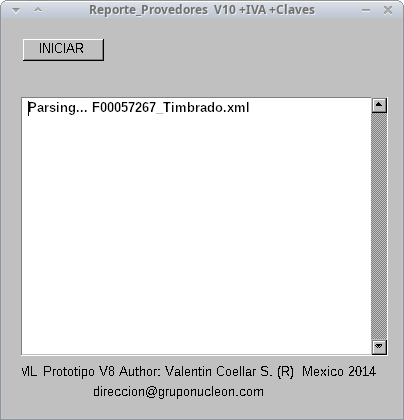 Reporte_Provedores V10 +IVA +Claves
INICIAR
Parsing... F00057267_Timbrado.xml
ML Prototipo V8 Author: Valentin Coellar S. (R) Mexico 2014
direccion@gruponucleon.com